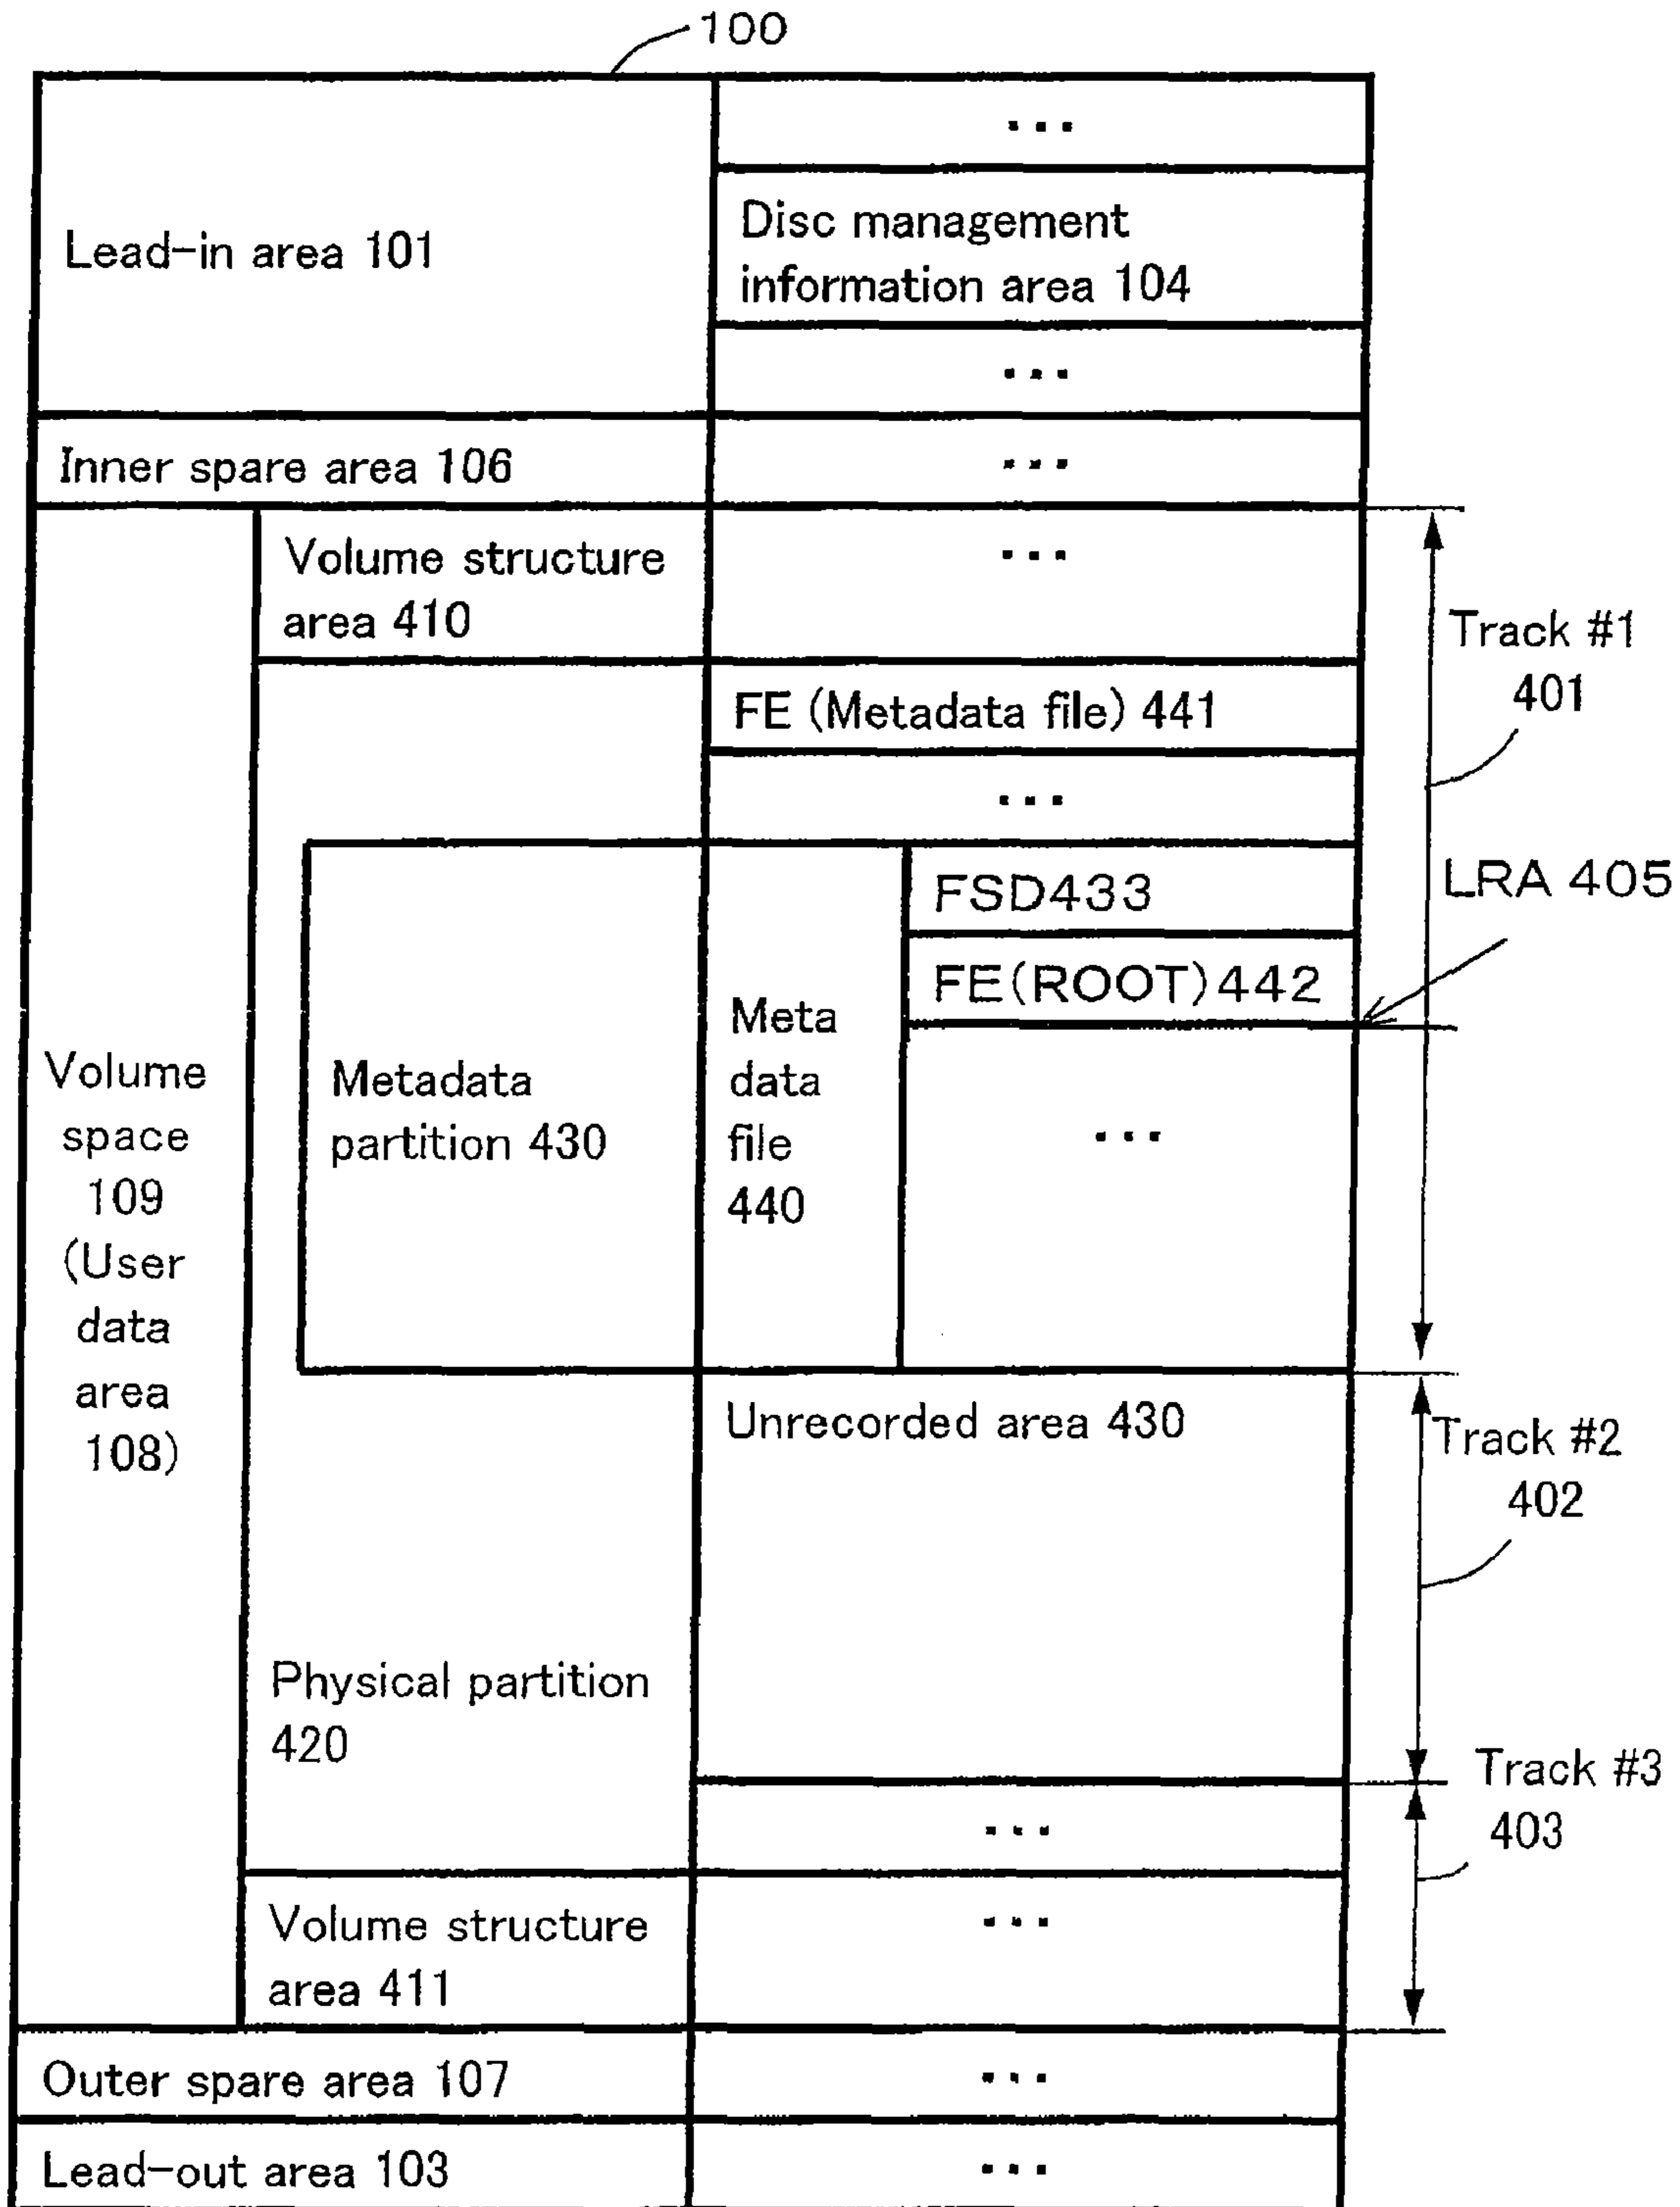 100
...
Lead-in area 101
Disc management
information area 104
...
Inner spare area 106
...
Volume structure
area 410
...
Track #1
401
FE (Metadata file) 441
...
FSD433
LRA 405
FE(ROOT)442
Metadata
partition 430
Meta
data
file
440
...
Volume
space
109
(User
data
area
108)
Unrecorded area 430
Track #2
402
Physical partition
420
Track #3
403
...
Volume structure
area 411
...
Outer spare area 107
...
Lead-out area 103
...